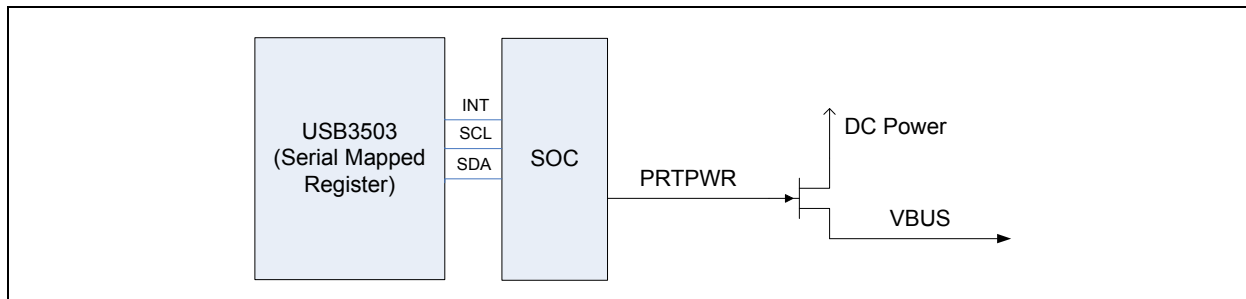 USB3503
(Serial Mapped
Register)
INT
SCL
SDA
SOC
PRTPWR
DC Power
VBUS